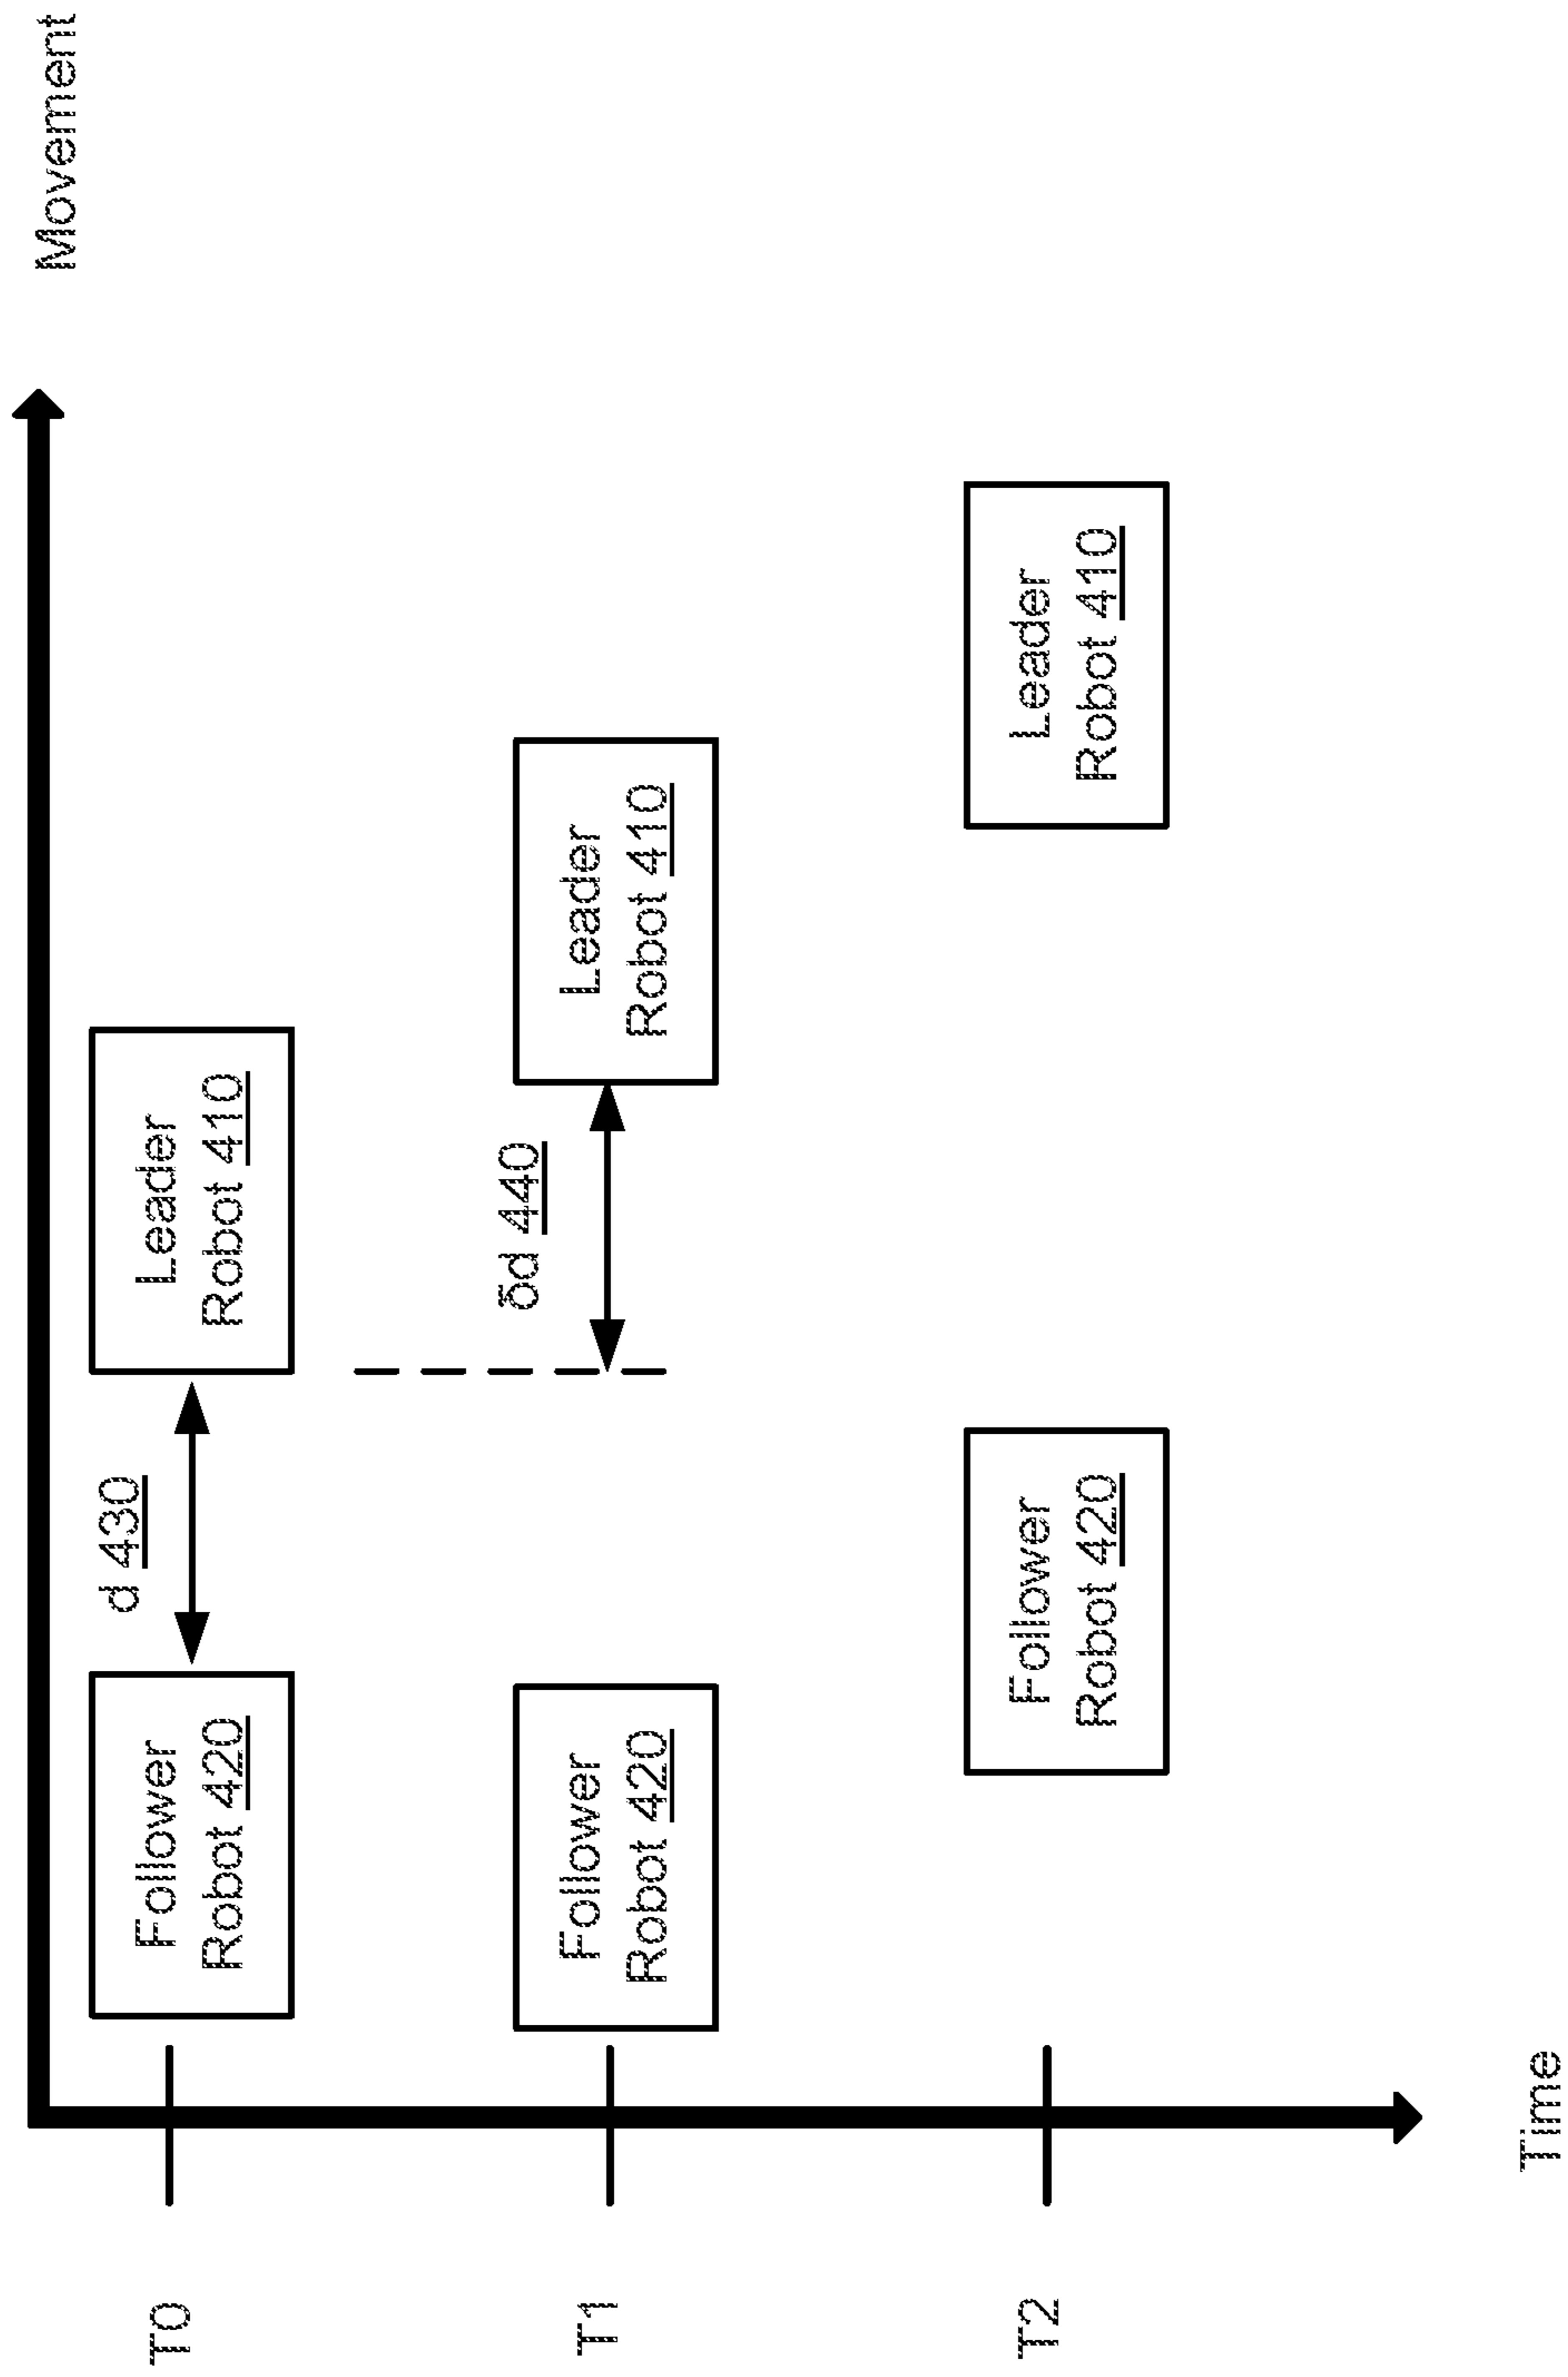 Movement
T0
Follower
Robot 420
d 430
Leader
Robot 410
T1
Follower
Robot 420
δd 440
Leader
Robot 410
T2
Follower
Robot 420
Leader
Robot 410
Time